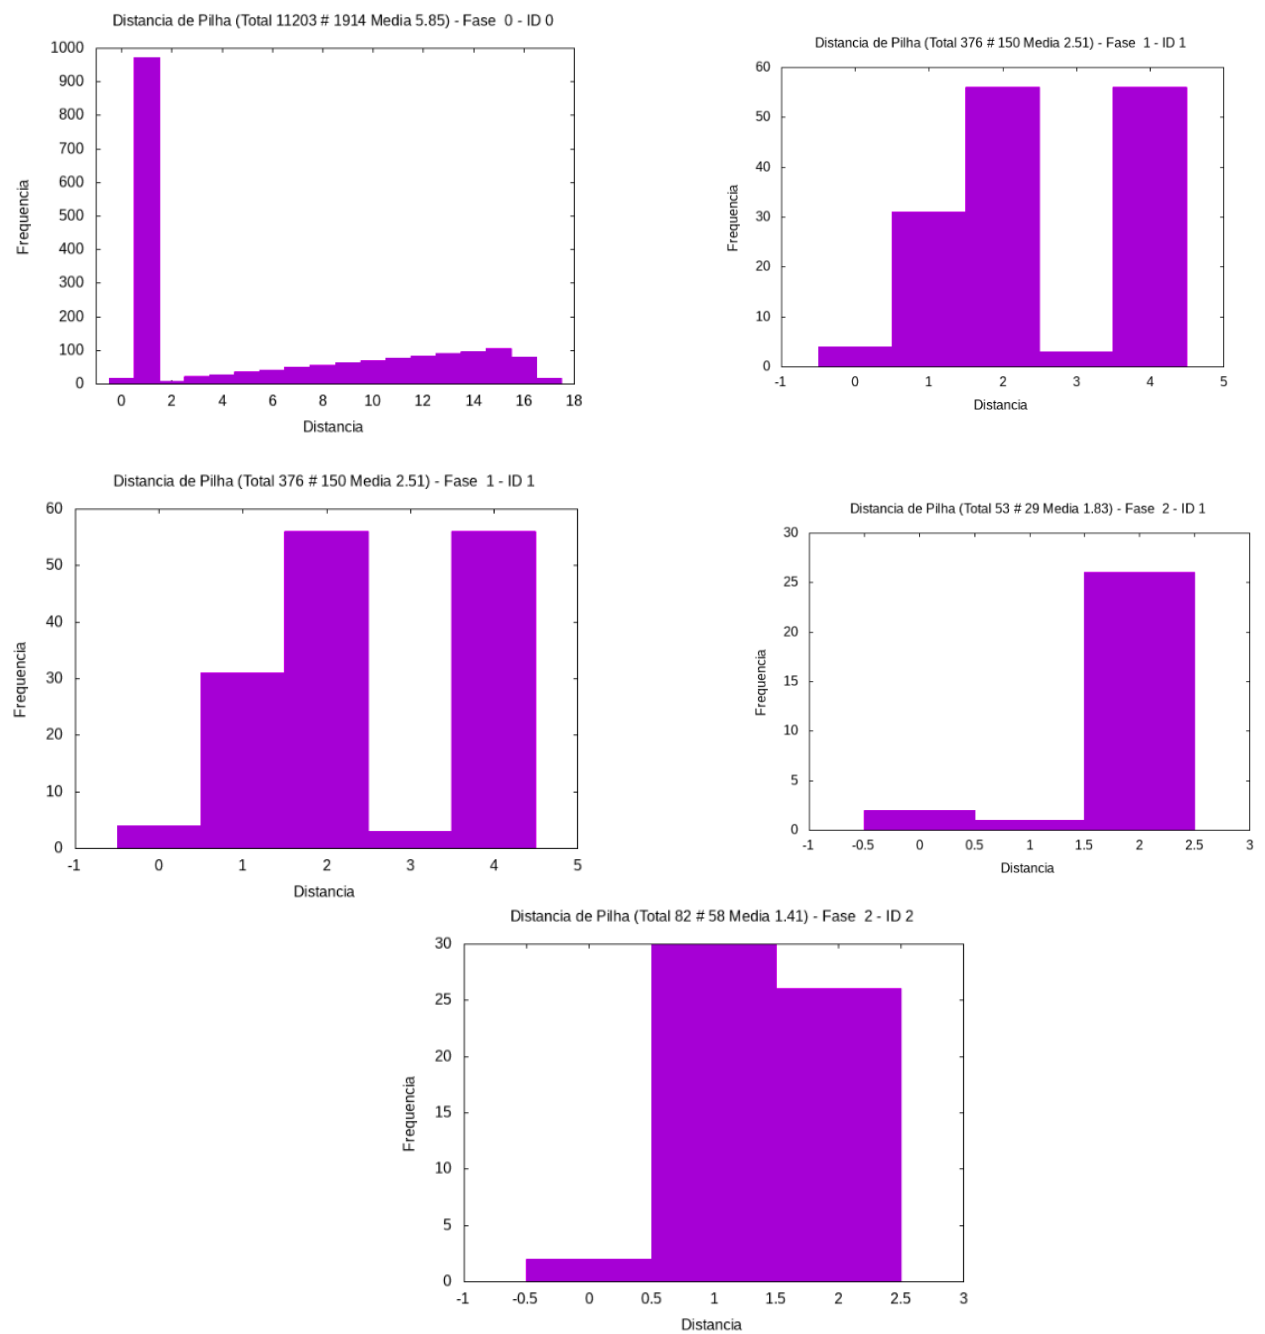 Distancia de Pilha (Total 11203 # 1914 Media 5.85) - Fase  0 - ID 0
1000
900
800
700
600
500
400
300
200
100
0
Frequencia
0 2 4 6 8 10 12 14 16 18
Distancia
Distancia de Pilha (Total 376 # 150 Media 2.51) - Fase  1 - ID 1
60
50
40
30
20
10
0
Frequencia
-1 0 1 2 3 4 5
Distancia
Distancia de Pilha (Total 376 # 150 Media 2.51) - Fase  1 - ID 1
60
50
40
30
20
10
0
Frequencia
-1 0 1 2 3 4 5
Distancia
Distancia de Pilha (Total 53 # 29 Media 1.83) - Fase  2 - ID 1
30
25
20
15
10
5
0
Frequencia
-1 -0.5 0 0.5 1 1.5 2 2.5 3
Distancia
Distancia de Pilha (Total 82 # 58 Media 1.41) - Fase  2 - ID 2
30
25
20
15
10
5
0
Frequencia
-1 -0.5 0 0.5 1 1.5 2 2.5 3
Distancia